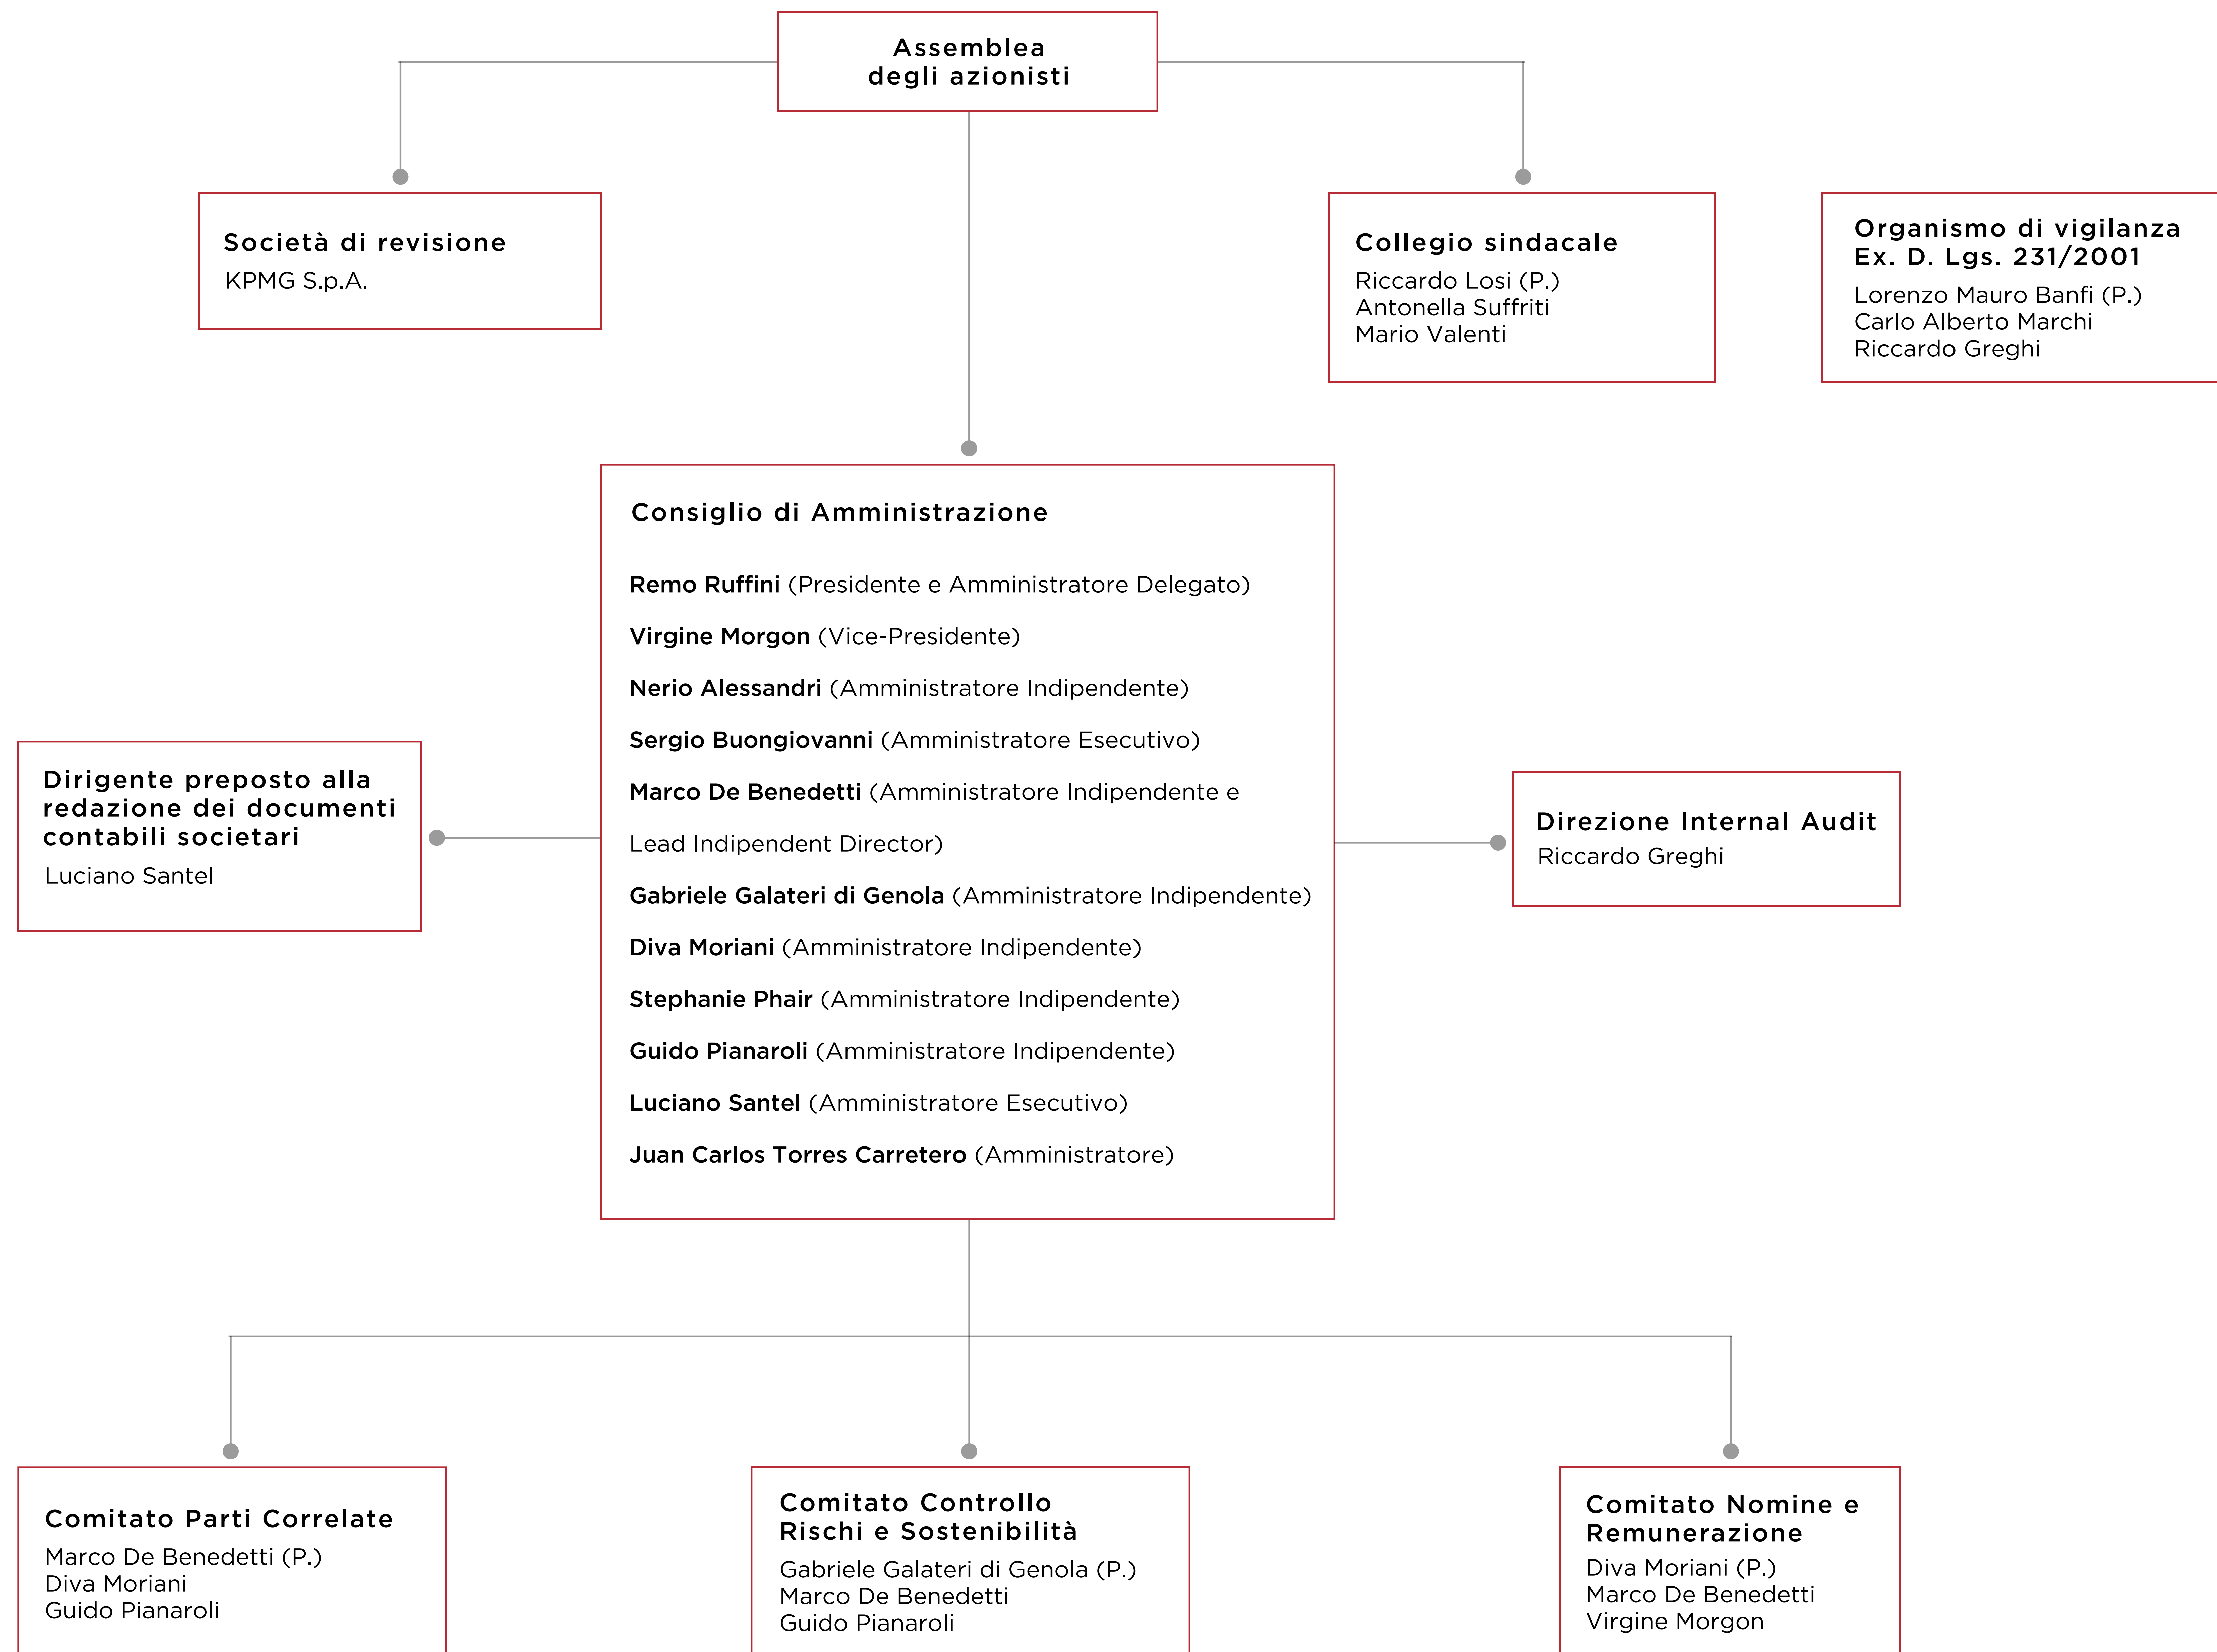 Assemblea
degli azionisti
Società di revisione
KPMG S.p.A.
Collegio sindacale
Riccardo Losi (P.)
Antonella Suffriti
Mario Valenti
Organismo di vigilanza
Ex. D. Lgs. 231/2001
Lorenzo Mauro Banfi (P.)
Carlo Alberto Marchi
Riccardo Greghi
Consiglio di Amministrazione
Remo Ruffini (Presidente e Amministratore Delegato)
Virgine Morgon (Vice-Presidente)
Nerio Alessandri (Amministratore Indipendente)
Sergio Buongiovanni (Amministratore Esecutivo)
Marco De Benedetti (Amministratore Indipendente e
Lead Indipendent Director)
Gabriele Galateri di Genola (Amministratore Indipendente)
Diva Moriani (Amministratore Indipendente)
Stephanie Phair (Amministratore Indipendente)
Guido Pianaroli (Amministratore Indipendente)
Luciano Santel (Amministratore Esecutivo)
Juan Carlos Torres Carretero (Amministratore)
Dirigente preposto alla
redazione dei documenti
contabili societari
Luciano Santel
Direzione Internal Audit
Riccardo Greghi
Comitato Parti Correlate
Marco De Benedetti (P.)
Diva Moriani
Guido Pianaroli
Comitato Controllo
Rischi e Sostenibilità
Gabriele Galateri di Genola (P.)
Marco De Benedetti
Guido Pianaroli
Comitato Nomine e
Remunerazione
Diva Moriani (P.)
Marco De Benedetti
Virgine Morgon